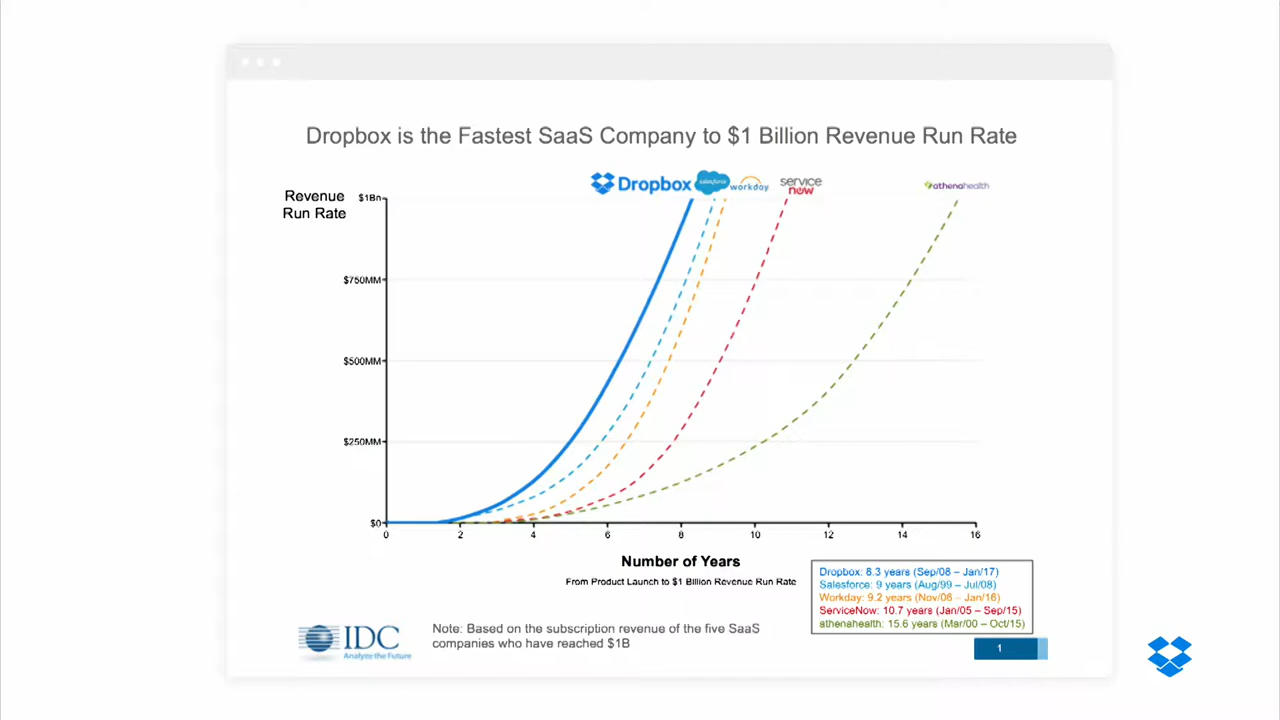 Dropbox is the Fastest SaaS Company to $1 Billion Revenue Run Rate
Dropbox salesforce workday service now athenahealth
Revenue
Run Rate
$1Bn
$750MM
$500MM
$250MM
$0
0 2 4 6 8 10 12 14 16
Number of Years
From Product Launch to $1 Billion Revenue Run Rate
Dropbox: 8.3 years (Sep/08 – Jan/17)
Salesforce: 9 years (Aug/99 – Jul/08)
Workday: 9.2 years (Nov/06 – Jan/16)
ServiceNow: 10.7 years (Jan/05 – Sep/15)
athenahealth: 15.6 years (Mar/00 – Oct/15)
IDC
Analyze the Future
Note: Based on the subscription revenue of the five SaaS
companies who have reached $1B
1